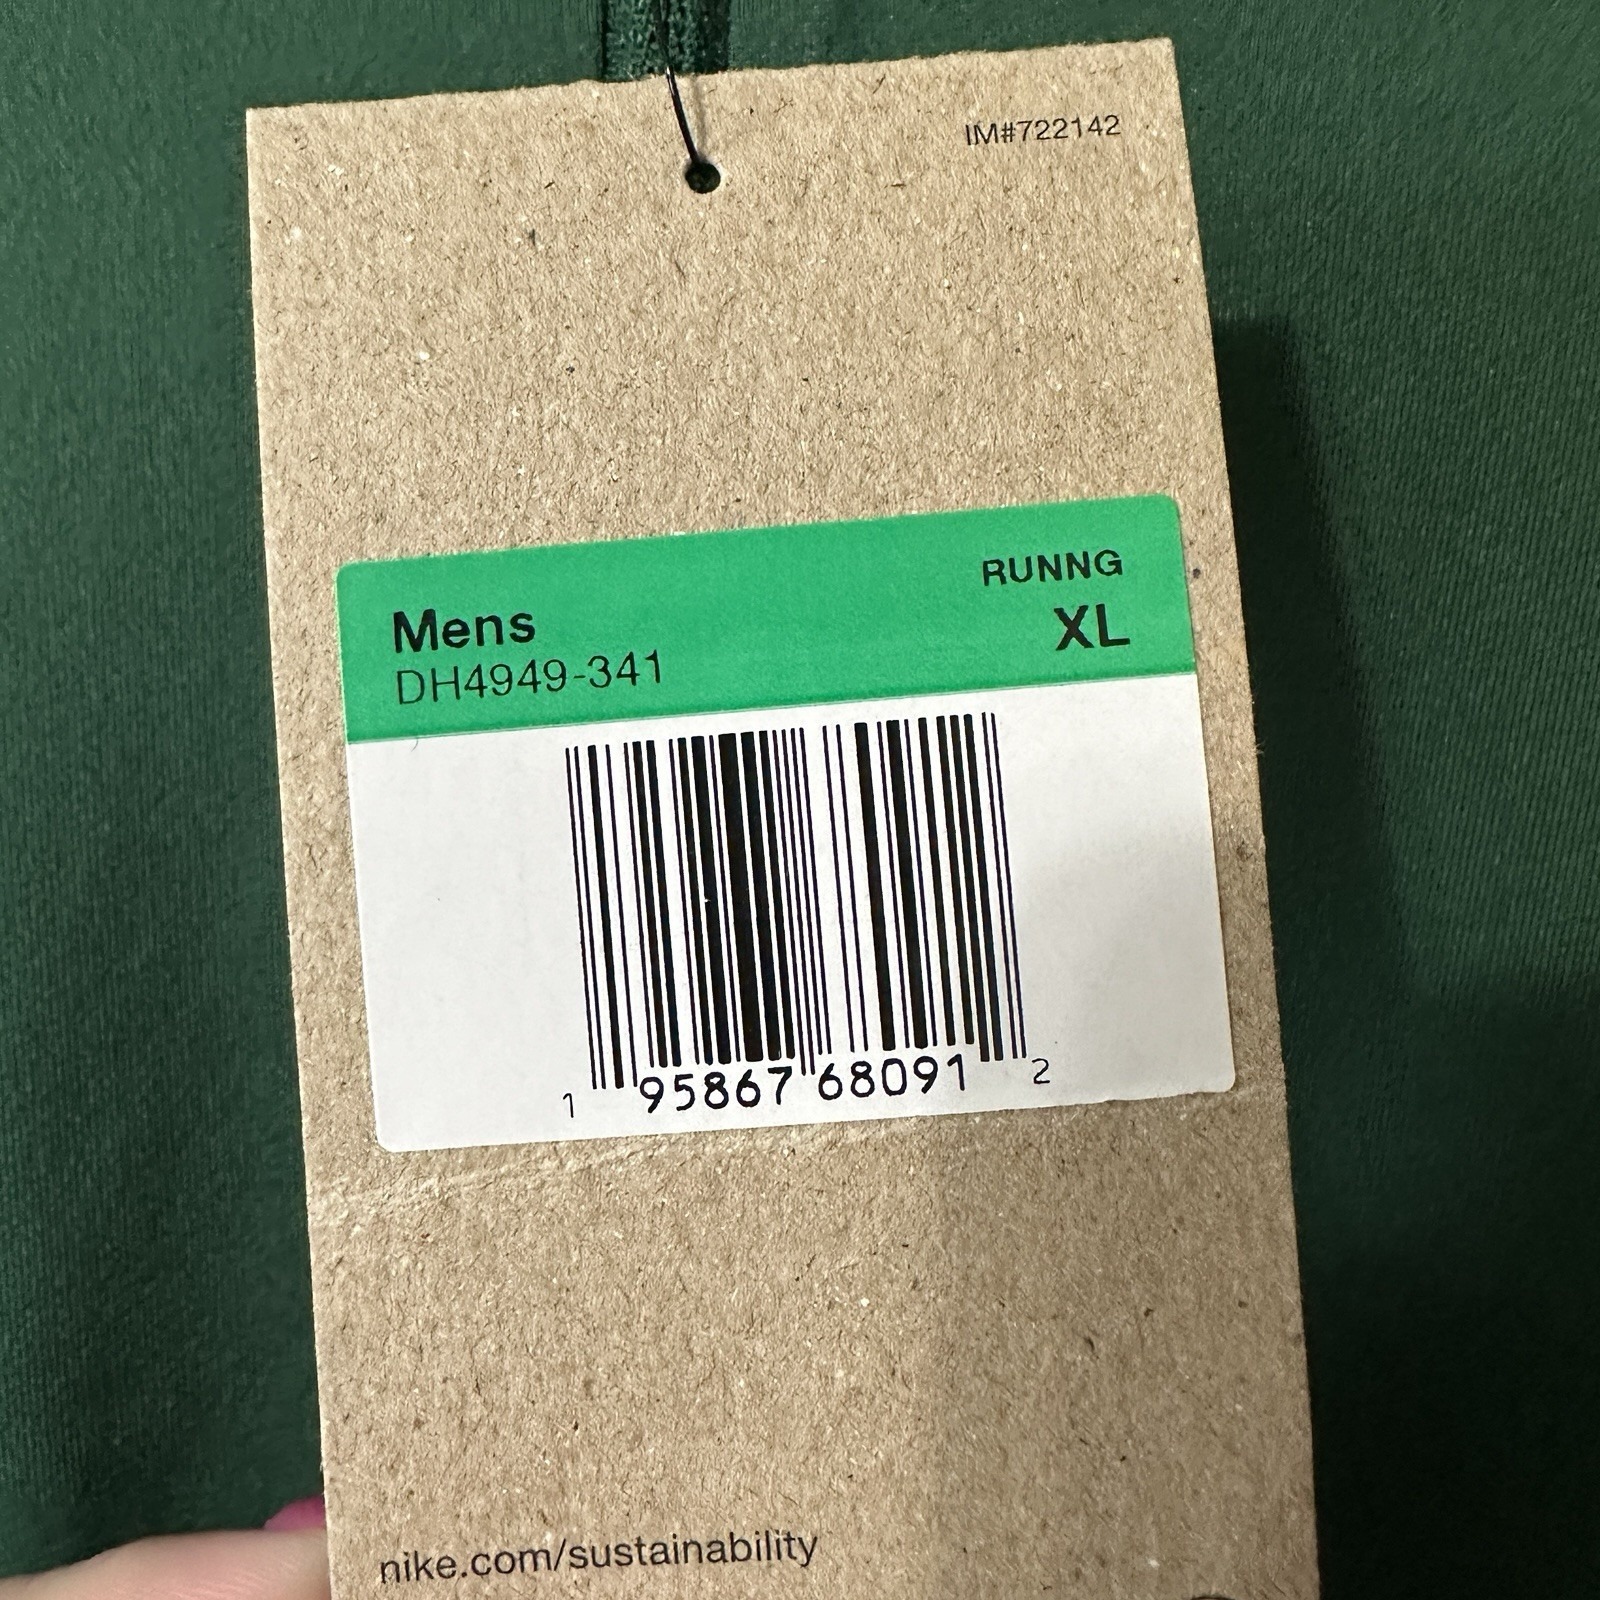 IM#722142
RUNNG
Mens
XL
DH4949-341
1 95867 68091 2
nike.com/sustainability